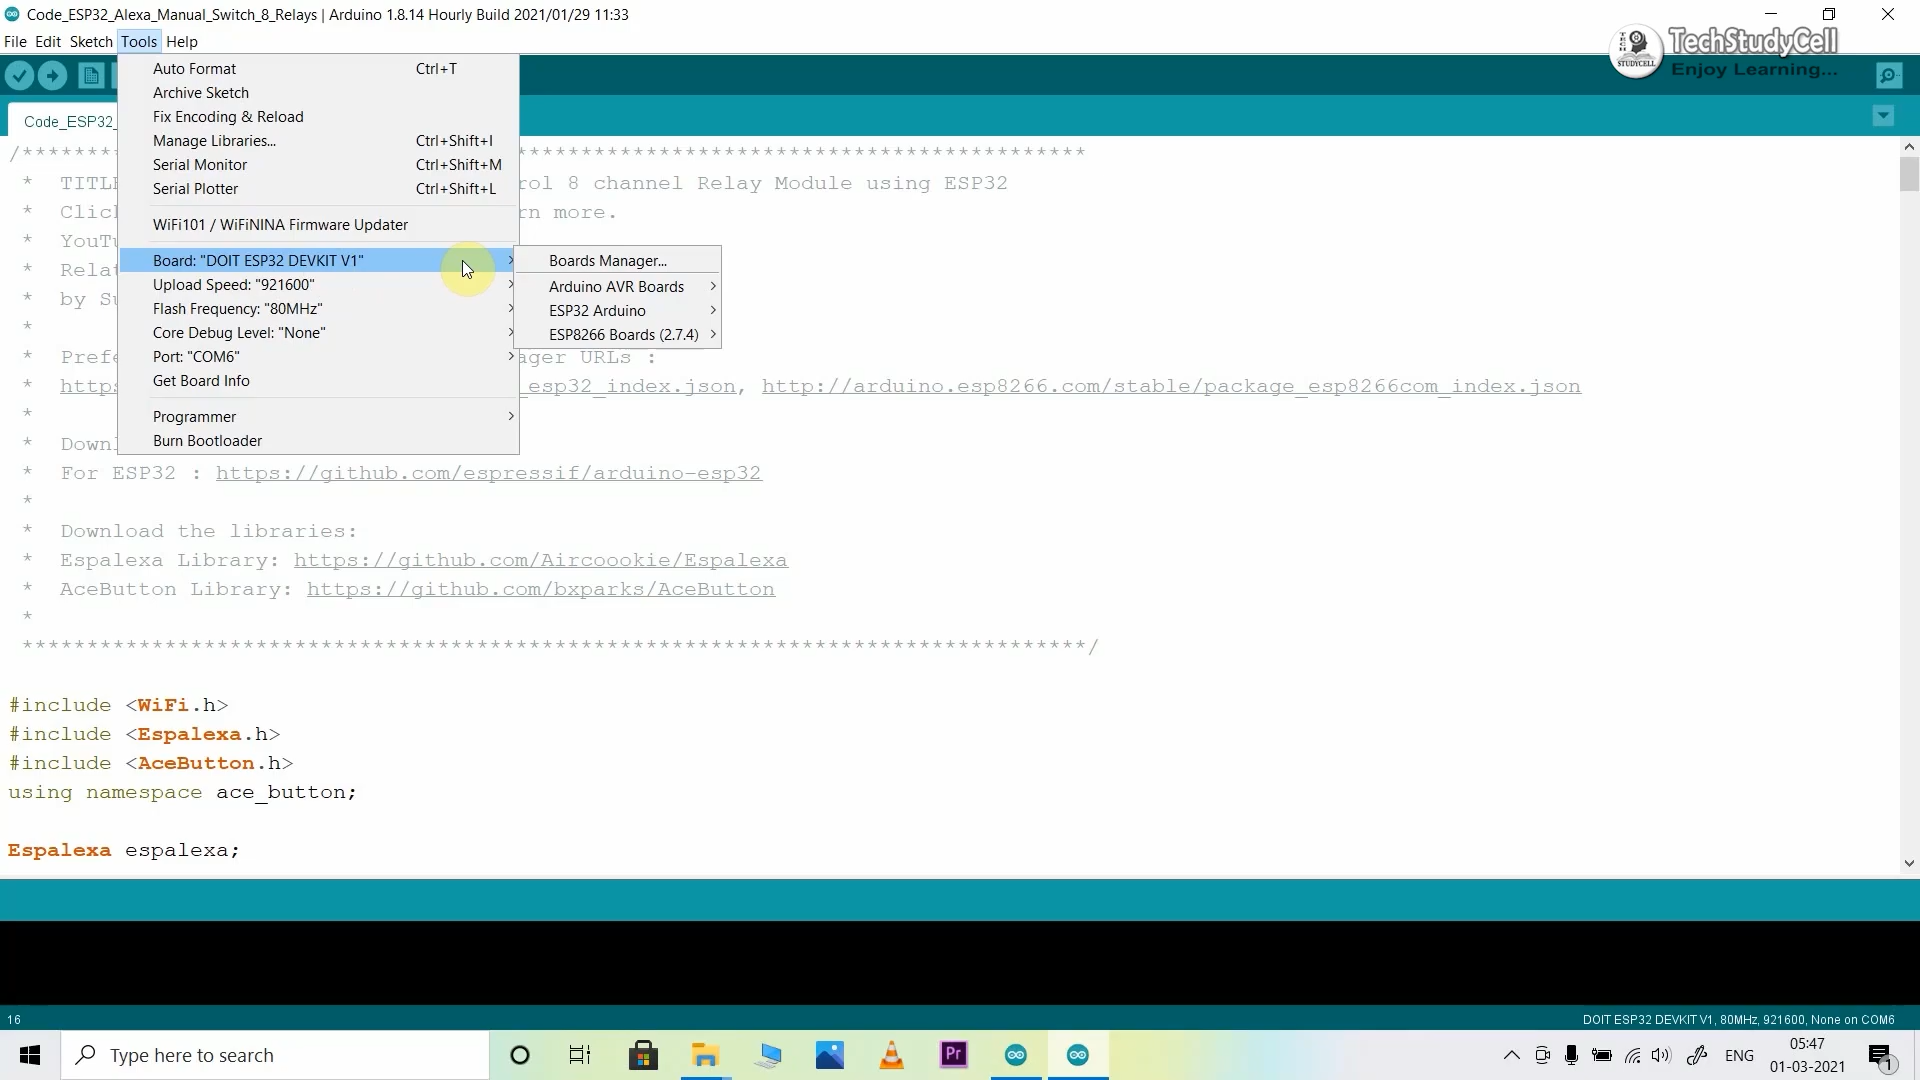 Code_ESP32_Alexa_Manual_Switch_8_Relays | Arduino 1.8.14 Hourly Build 2021/01/29 11:33
File Edit Sketch Tools Help
TECH STUDYCELL
TechStudyCell
Enjoy Learning...
Auto Format Ctrl+T
Archive Sketch
Fix Encoding & Reload
Manage Libraries... Ctrl+Shift+I
Serial Monitor Ctrl+Shift+M
Serial Plotter Ctrl+Shift+L
WiFi101 / WiFiNINA Firmware Updater
Board: "DOIT ESP32 DEVKIT V1"
Upload Speed: "921600"
Flash Frequency: "80MHz"
Core Debug Level: "None"
Port: "COM6"
Get Board Info
Programmer
Burn Bootloader
Boards Manager...
Arduino AVR Boards
ESP32 Arduino
ESP8266 Boards (2.7.4)
Code_ESP32_
/******** ********************************************
* TITL rol 8 channel Relay Module using ESP32
* Clic rn more.
* YouT
* Rela
* by S
*
* Pref ager URLs :
* http _esp32_index.json, http://arduino.esp8266.com/stable/package_esp8266com_index.json
*
* Down
* For ESP32 : https://github.com/espressif/arduino-esp32
*
* Download the libraries:
* Espalexa Library: https://github.com/Aircoookie/Espalexa
* AceButton Library: https://github.com/bxparks/AceButton
*
**********************************************************************************/
#include <WiFi.h>
#include <Espalexa.h>
#include <AceButton.h>
using namespace ace_button;
Espalexa espalexa;
16
DOIT ESP32 DEVKIT V1, 80MHz, 921600, None on COM6
Type here to search
Pr
ENG
05:47
01-03-2021
1